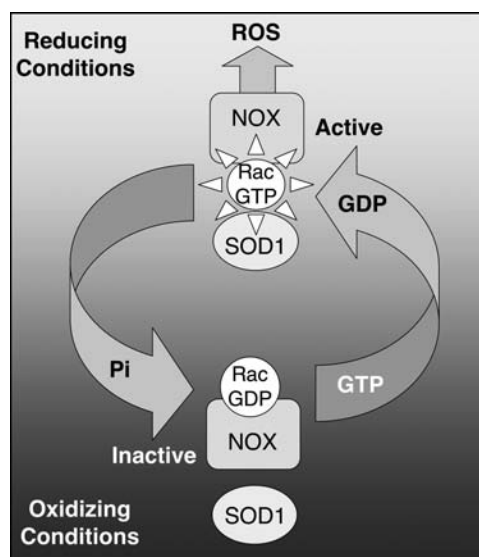 Reducing
Conditions
ROS
NOX
Active
Rac
GTP
GDP
SOD1
Pi
Rac
GDP
GTP
NOX
Inactive
SOD1
Oxidizing
Conditions